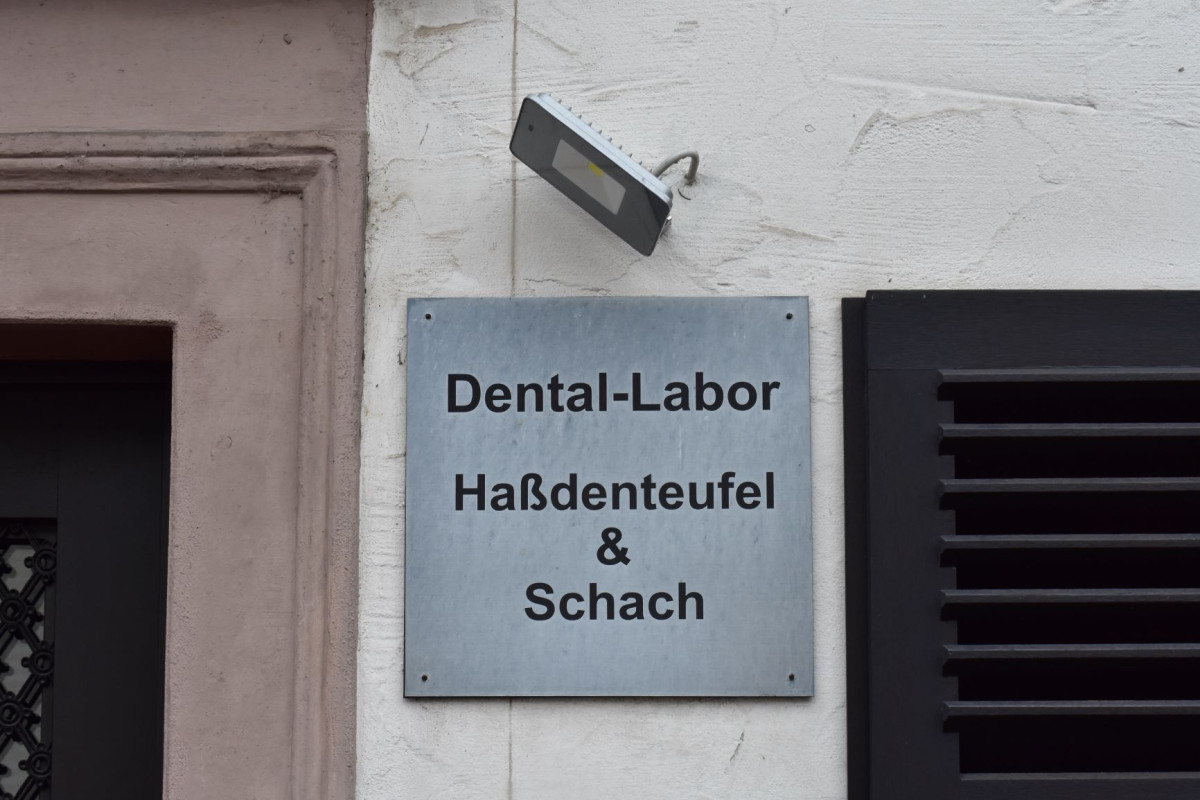 Dental-Labor
Haßdenteufel
&
Schach